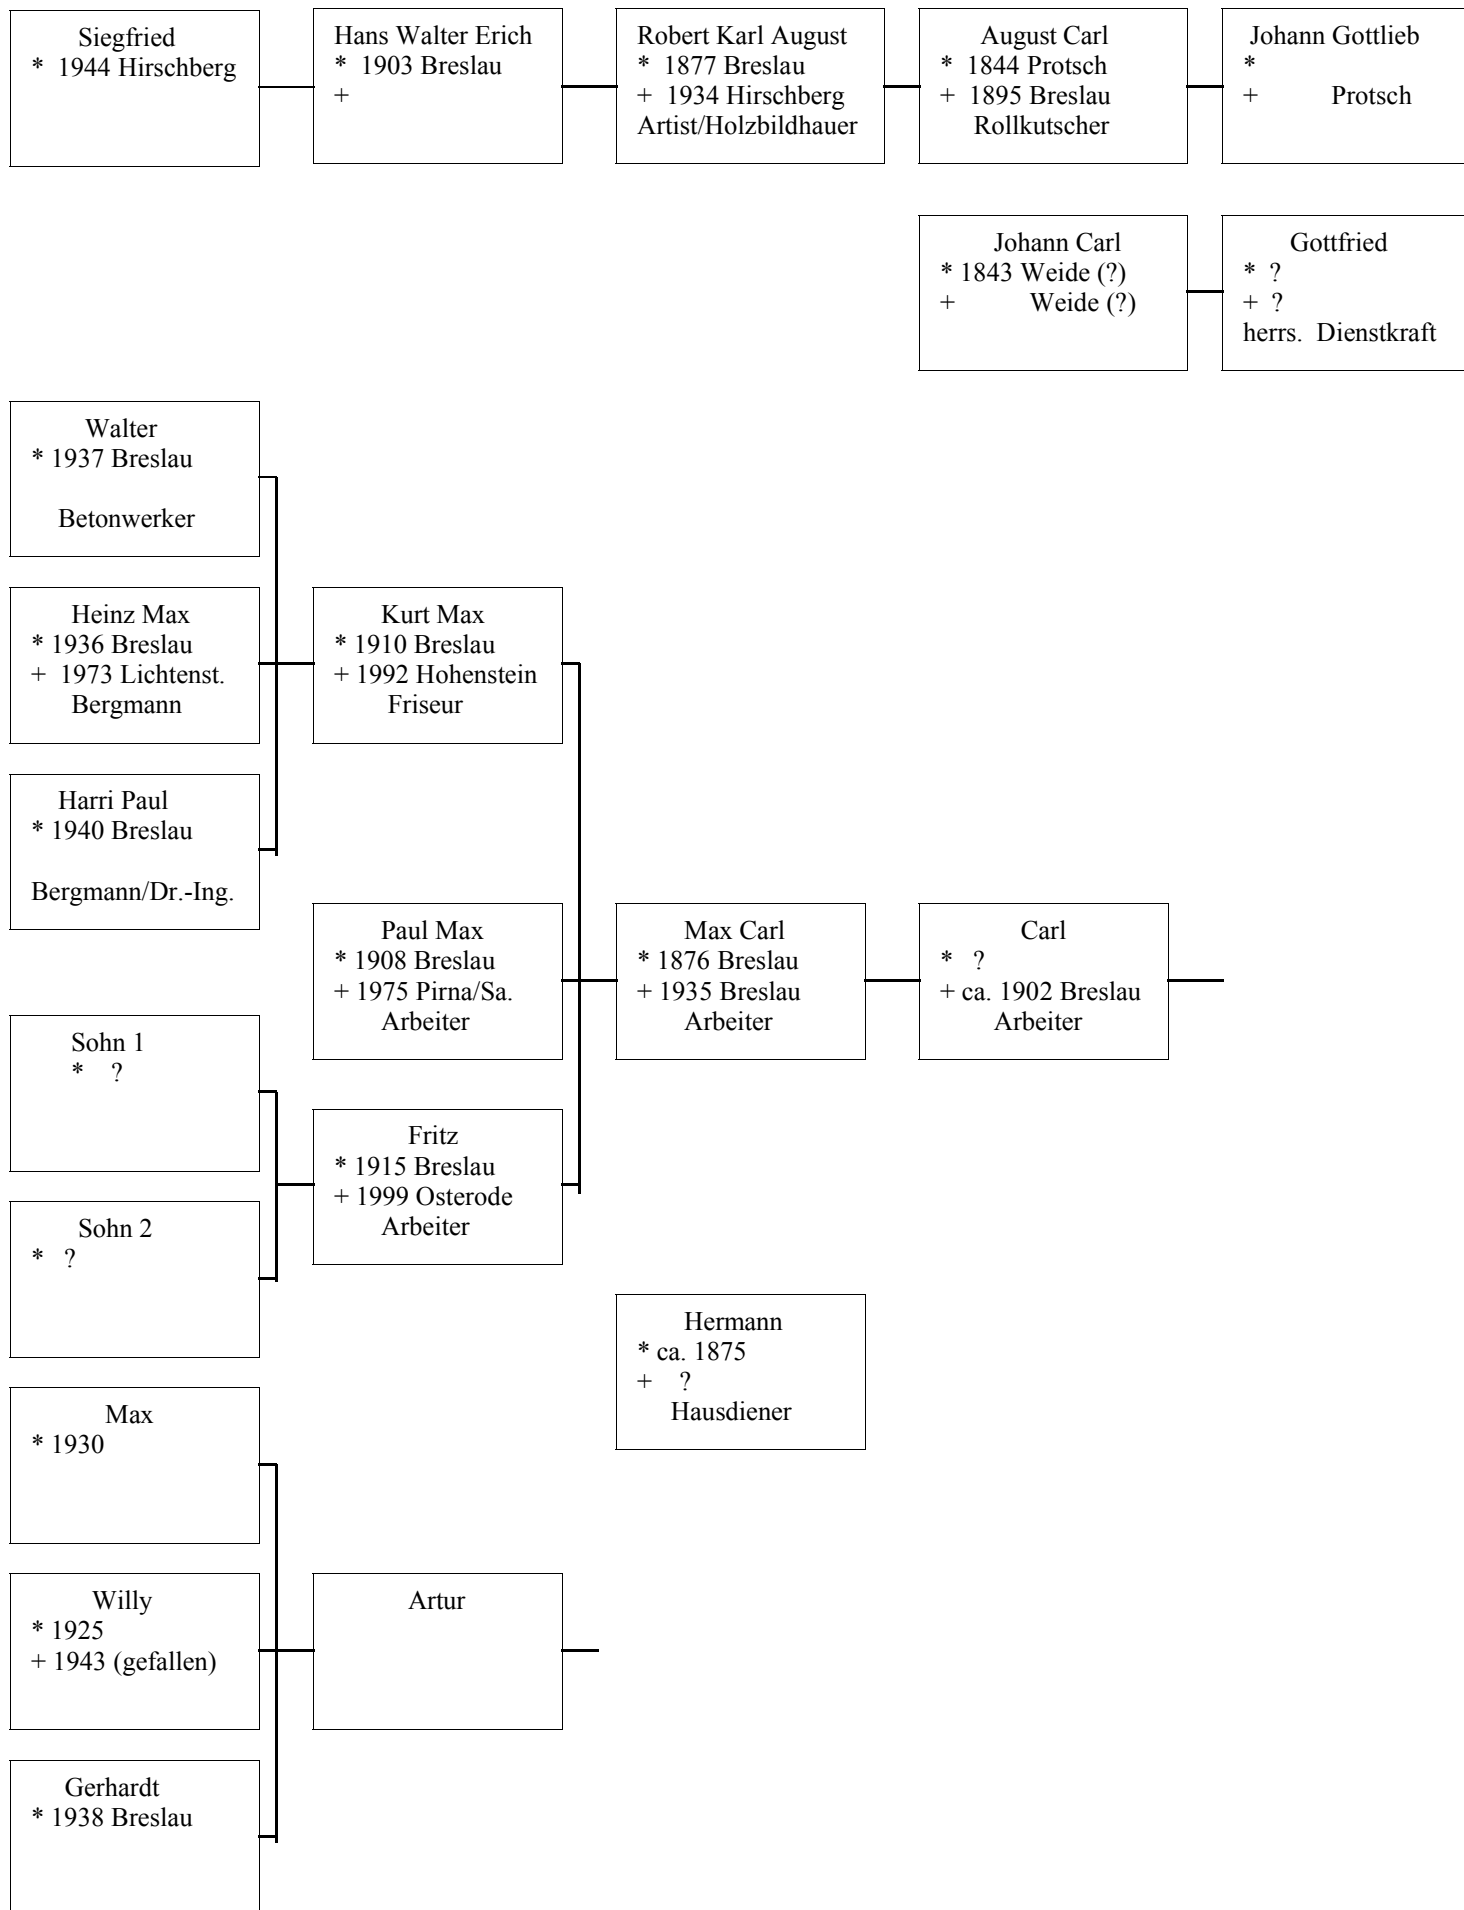 Siegfried
* 1944 Hirschberg
Hans Walter Erich
* 1903 Breslau
+
Robert Karl August
* 1877 Breslau
+ 1934 Hirschberg
Artist/Holzbildhauer
August Carl
* 1844 Protsch
+ 1895 Breslau
Rollkutscher
Johann Gottlieb
*
+ Protsch
Johann Carl
* 1843 Weide (?)
+ Weide (?)
Gottfried
* ?
+ ?
herrs. Dienstkraft
Walter
* 1937 Breslau
Betonwerker
Heinz Max
* 1936 Breslau
+ 1973 Lichtenst.
Bergmann
Kurt Max
* 1910 Breslau
+ 1992 Hohenstein
Friseur
Harri Paul
* 1940 Breslau
Bergmann/Dr.-Ing.
Paul Max
* 1908 Breslau
+ 1975 Pirna/Sa.
Arbeiter
Max Carl
* 1876 Breslau
+ 1935 Breslau
Arbeiter
Carl
* ?
+ ca. 1902 Breslau
Arbeiter
Sohn 1
* ?
Fritz
* 1915 Breslau
+ 1999 Osterode
Arbeiter
Sohn 2
* ?
Hermann
* ca. 1875
+ ?
Hausdiener
Max
* 1930
Willy
* 1925
+ 1943 (gefallen)
Artur
Gerhardt
* 1938 Breslau